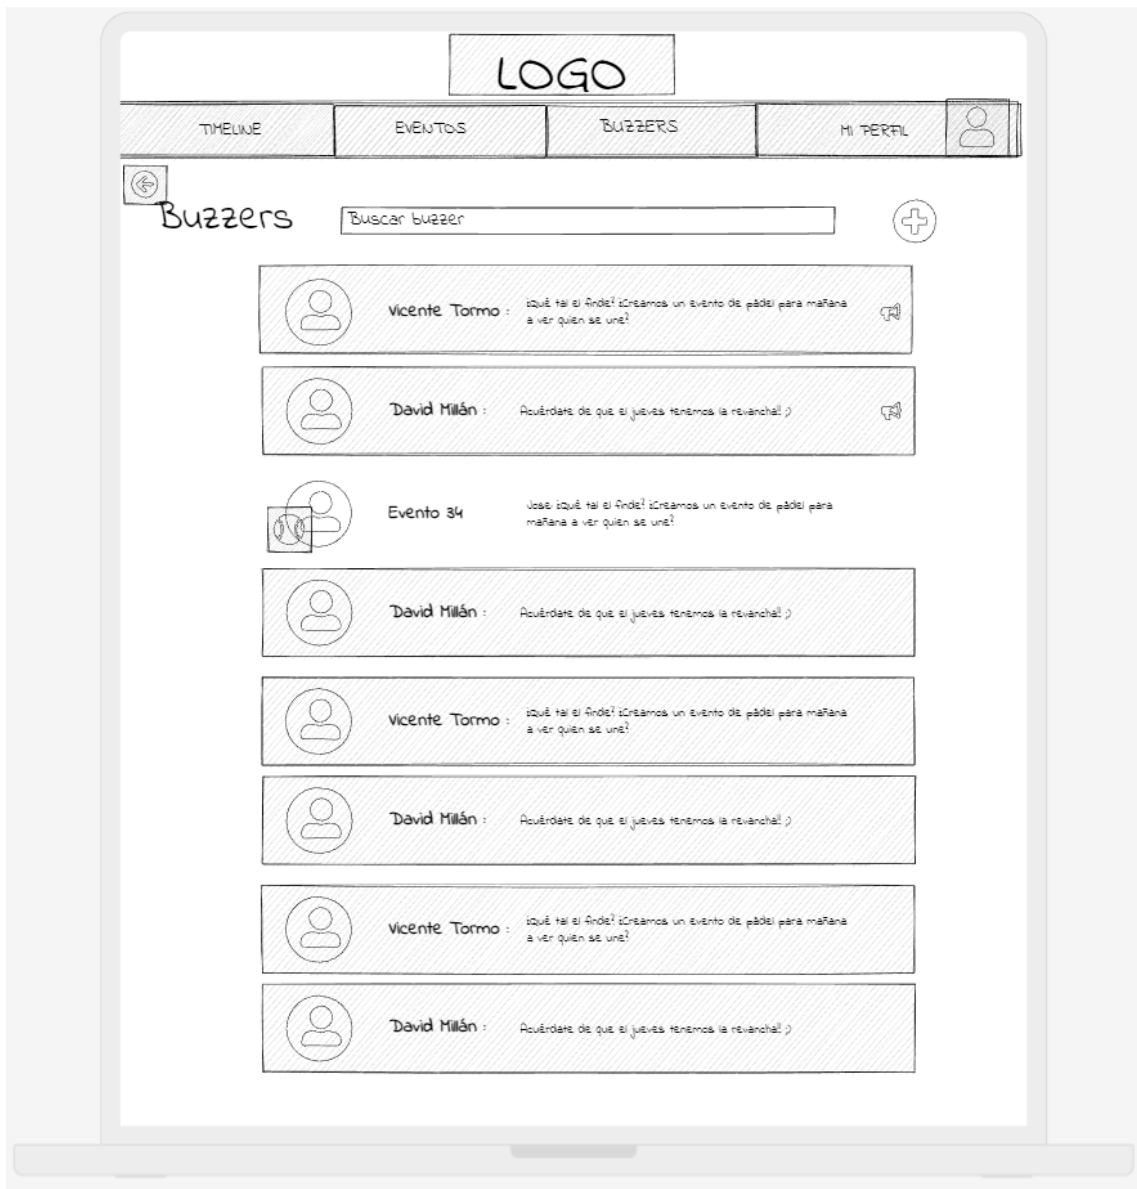 LOGO
TIMELINE
EVENTOS
BUZZERS
MI PERFIL
Buzzers
Buscar buzzer
Vicente Tormo :
¡Qué tal el finde? ¡Creamos un evento de pádel para mañana
a ver quien se une?
David Millán :
Acuérdate de que el jueves tenemos la revancha!! ;)
Evento 34
Jose: ¡Qué tal el finde? ¡Creamos un evento de pádel para
mañana a ver quien se une?
David Millán :
Acuérdate de que el jueves tenemos la revancha!! ;)
Vicente Tormo :
¡Qué tal el finde? ¡Creamos un evento de pádel para mañana
a ver quien se une?
David Millán :
Acuérdate de que el jueves tenemos la revancha!! ;)
Vicente Tormo :
¡Qué tal el finde? ¡Creamos un evento de pádel para mañana
a ver quien se une?
David Millán :
Acuérdate de que el jueves tenemos la revancha!! ;)